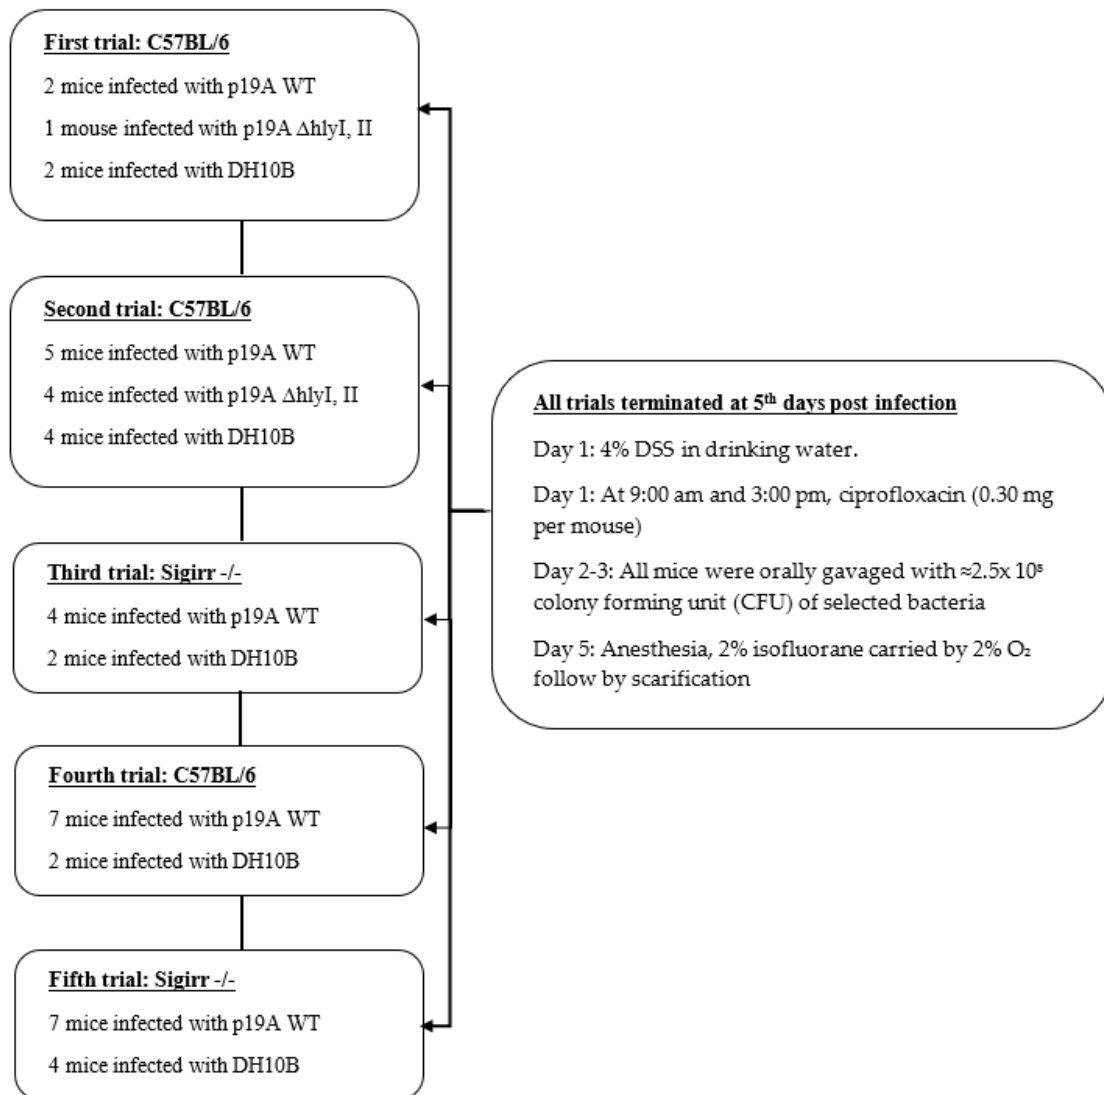 First trial: C57BL/6
2 mice infected with p19A WT
1 mouse infected with p19A ΔhlyI, II
2 mice infected with DH10B
Second trial: C57BL/6
5 mice infected with p19A WT
4 mice infected with p19A ΔhlyI, II
4 mice infected with DH10B
Third trial: Sigirr -/-
4 mice infected with p19A WT
2 mice infected with DH10B
Fourth trial: C57BL/6
7 mice infected with p19A WT
2 mice infected with DH10B
Fifth trial: Sigirr -/-
7 mice infected with p19A WT
4 mice infected with DH10B
All trials terminated at 5th days post infection
Day 1: 4% DSS in drinking water.
Day 1: At 9:00 am and 3:00 pm, ciprofloxacin (0.30 mg
per mouse)
Day 2-3: All mice were orally gavaged with ≈2.5x 10⁸
colony forming unit (CFU) of selected bacteria
Day 5: Anesthesia, 2% isofluorane carried by 2% O₂
follow by scarification